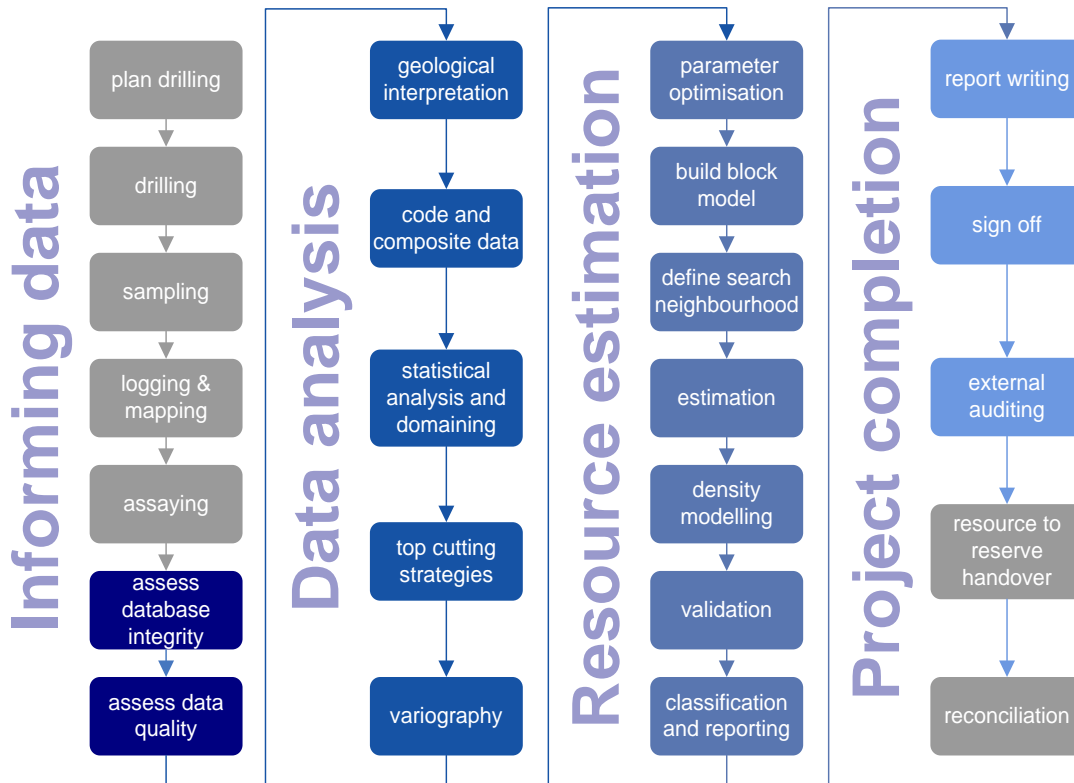 Informing data
plan drilling
drilling
sampling
logging &
mapping
assaying
assess
database
integrity
assess data
quality
Data analysis
geological
interpretation
code and
composite data
statistical
analysis and
domaining
top cutting
strategies
variography
Resource estimation
parameter
optimisation
build block
model
define search
neighbourhood
estimation
density
modelling
validation
classification
and reporting
Project completion
report writing
sign off
external
auditing
resource to
reserve
handover
reconciliation